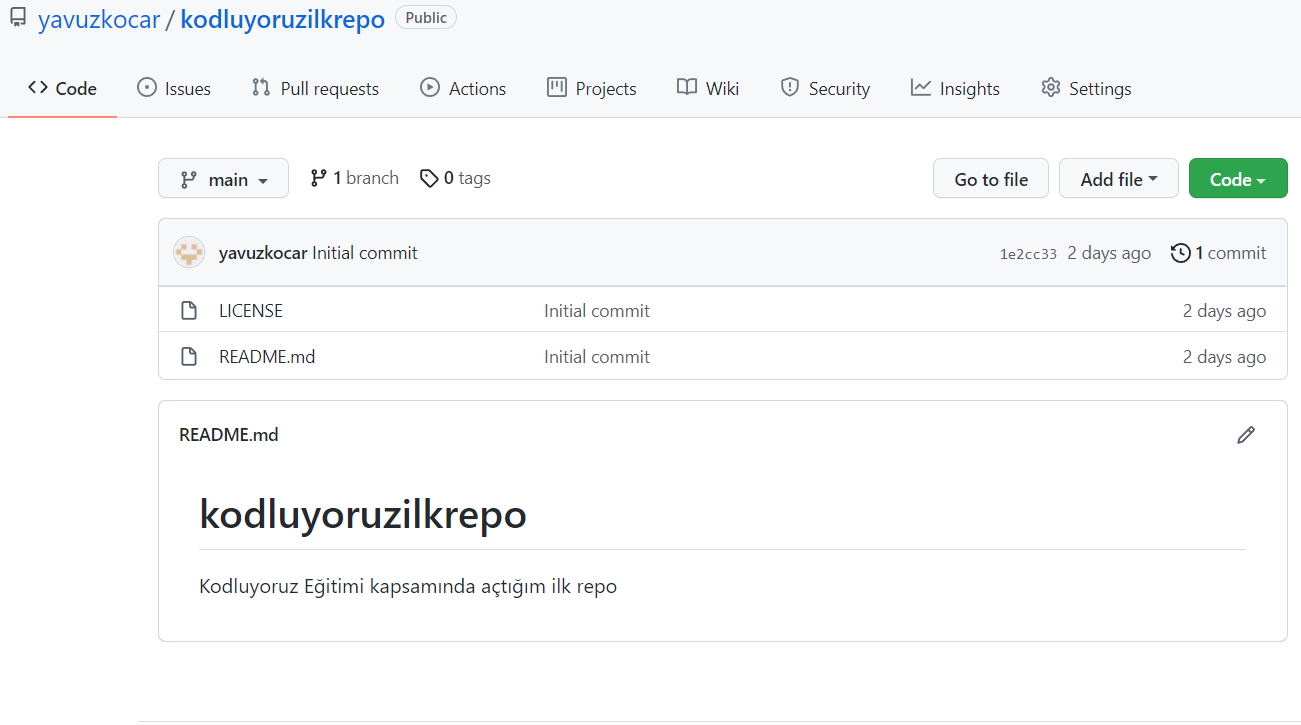 yavuzkocar / kodluyoruzilkrepo Public
Code Issues Pull requests Actions Projects Wiki Security Insights Settings
main 1 branch 0 tags Go to file Add file Code
yavuzkocar Initial commit 1e2cc33 2 days ago 1 commit
LICENSE Initial commit 2 days ago
README.md Initial commit 2 days ago
README.md
kodluyoruzilkrepo
Kodluyoruz Eğitimi kapsamında açtığım ilk repo